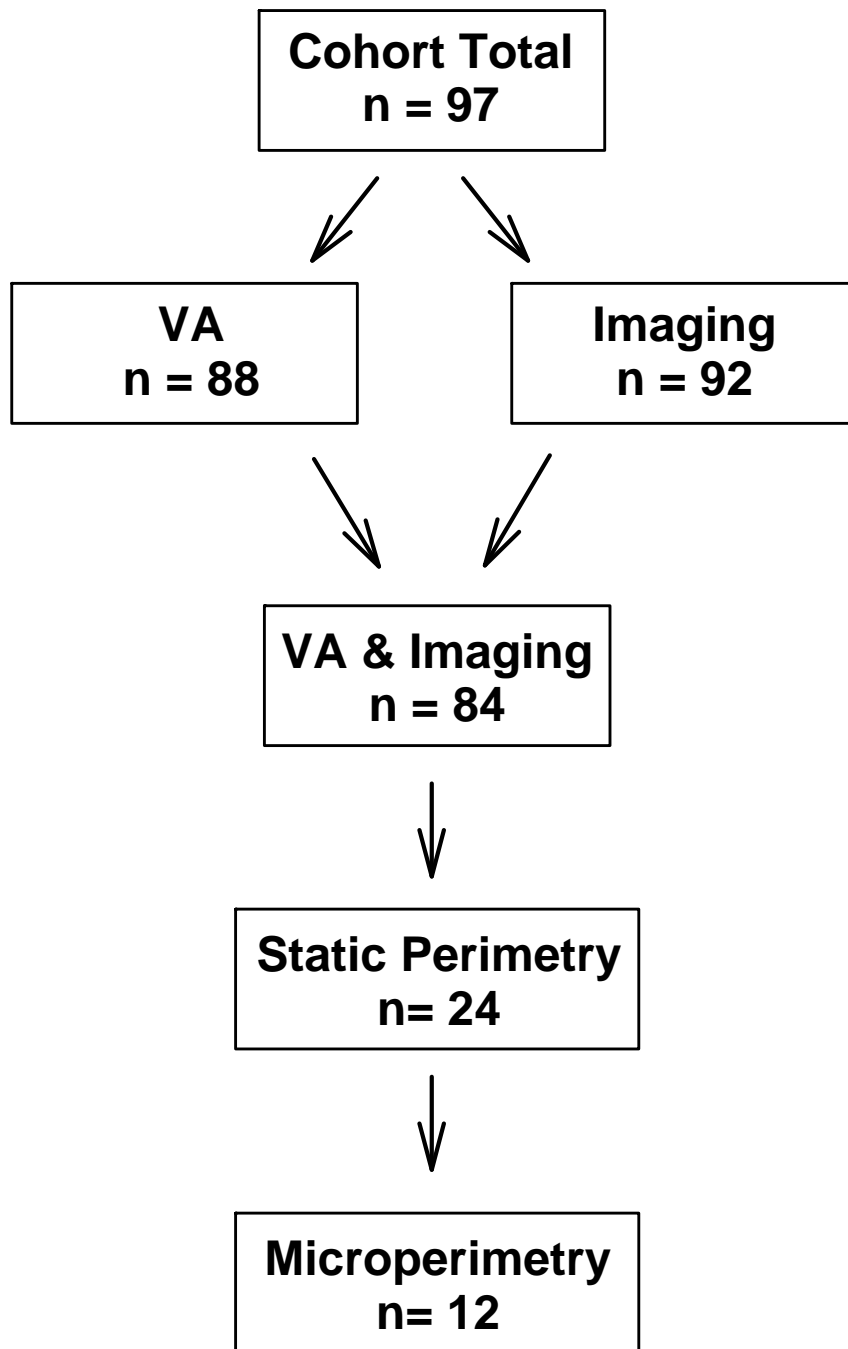 Cohort Total
n = 97
VA
n = 88
Imaging
n = 92
VA & Imaging
n = 84
Static Perimetry
n= 24
Microperimetry
n= 12